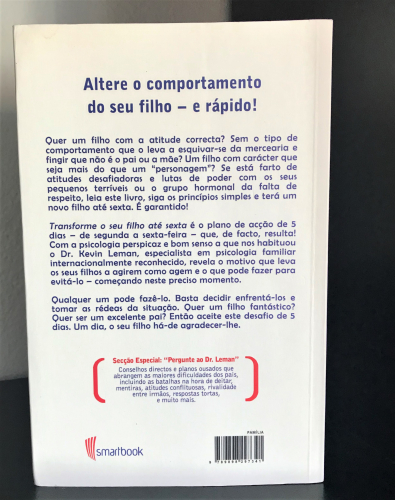 Altere o comportamento
do seu filho – e rápido!
Quer um filho com a atitude correcta? Sem o tipo de
comportamento que o leva a esquivar-se da mercearia e
fingir que não é o pai ou a mãe? Um filho com carácter que
seja mais do que um "personagem"? Se está farto de
atitudes desafiadoras e lutas de poder com os seus
pequenos terríveis ou o grupo hormonal da falta de
respeito, leia este livro, siga os princípios simples e terá um
novo filho até sexta. É garantido!
Transforme o seu filho até sexta é o plano de acção de 5
dias – de segunda a sexta-feira – que, de facto, resulta!
Com a psicologia perspicaz e bom senso a que nos habituou
o Dr. Kevin Leman, especialista em psicologia familiar
internacionalmente reconhecido, revela o motivo que leva
os seus filhos a agirem como agem e o que pode fazer para
evitá-lo – começando neste preciso momento.
Qualquer um pode fazê-lo. Basta decidir enfrentá-los e
tomar as rédeas da situação. Quer um filho fantástico?
Quer ser um excelente pai? Então aceite este desafio de 5
dias. Um dia, o seu filho há-de agradecer-lhe.
Secção Especial: "Pergunte ao Dr. Leman"
Conselhos directos e planos ousados que
abrangem as maiores dificuldades dos pais,
incluindo as batalhas na hora de deitar,
mentiras, atitudes conflituosas, rivalidade
entre irmãos, respostas tortas,
e muito mais.
FAMÍLIA
smartbook